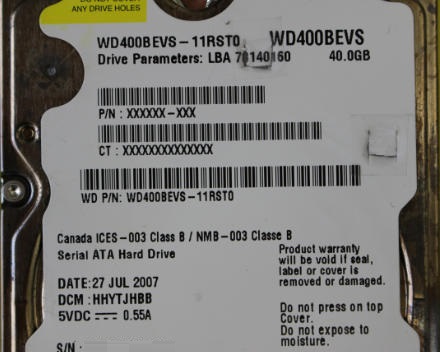 ANY DRIVE HOLES
WD400BEVS-11RST0 WD400BEVS
Drive Parameters: LBA 78140160 40.0GB
P/N : XXXXXX-XXX
CT : XXXXXXXXXXXXXX
WD P/N: WD400BEVS-11RST0
Canada ICES-003 Class B / NMB-003 Classe B
Serial ATA Hard Drive
Product warranty
will be void if seal,
label or cover is
removed or damaged.
DATE:27 JUL 2007
DCM : HHYTJHBB
5VDC ⎓ 0.55A
Do not press on top
Cover.
Do not expose to
moisture.
S/N: